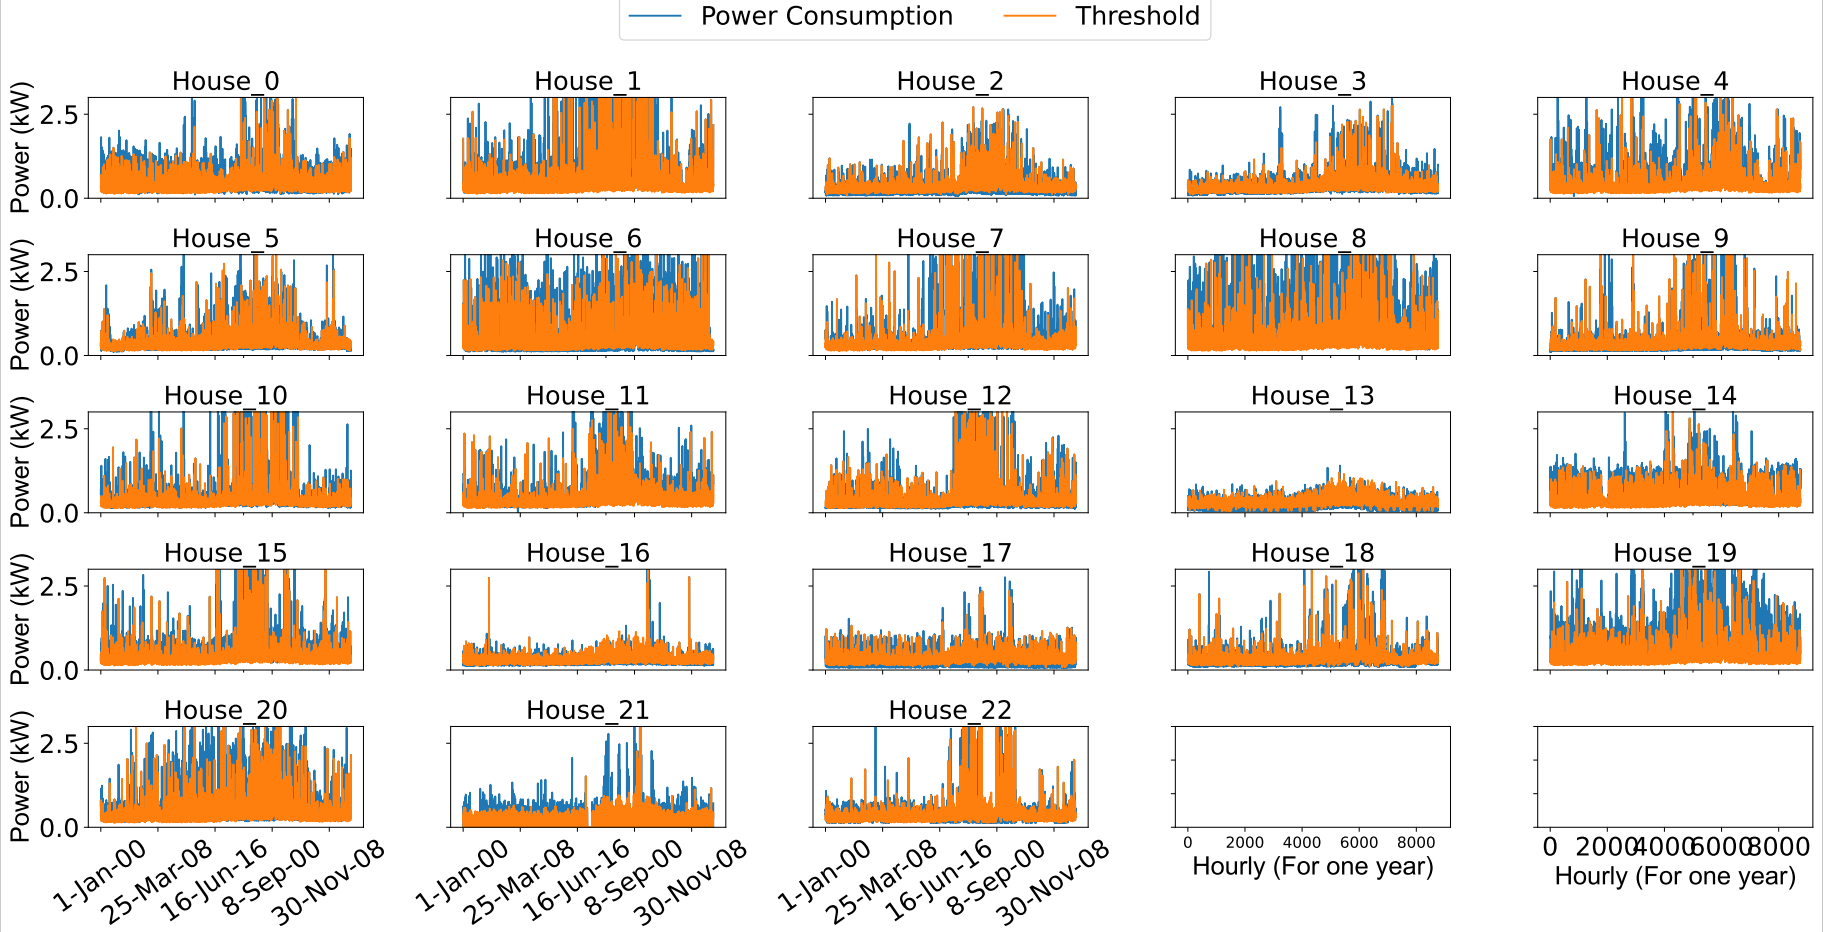 Power Consumption Threshold
House_0 House_1 House_2 House_3 House_4
Power (kW) 2.5 0.0
House_5 House_6 House_7 House_8 House_9
Power (kW) 2.5 0.0
House_10 House_11 House_12 House_13 House_14
Power (kW) 2.5 0.0
0 2000 4000 6000 8000
House_15 House_16 House_17 House_18 House_19
Power (kW) 2.5 0.0
House_20 House_21 House_22
Power (kW) 2.5 0.0
1-Jan-00 25-Mar-08 16-Jun-16 8-Sep-00 30-Nov-08
1-Jan-00 25-Mar-08 16-Jun-16 8-Sep-00 30-Nov-08
1-Jan-00 25-Mar-08 16-Jun-16 8-Sep-00 30-Nov-08
0 2000 4000 6000 8000
Hourly (For one year)
0 2000 4000 6000 8000
Hourly (For one year)